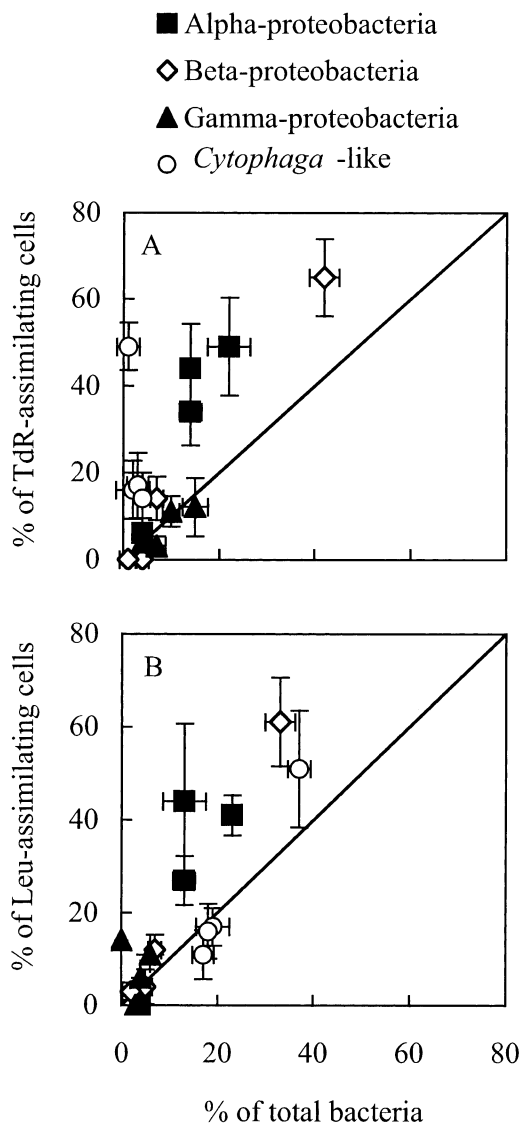 Alpha-proteobacteria
Beta-proteobacteria
Gamma-proteobacteria
Cytophaga -like
A
% of TdR-assimilating cells
80
60
40
20
0
B
% of Leu-assimilating cells
80
60
40
20
0
0 20 40 60 80
% of total bacteria